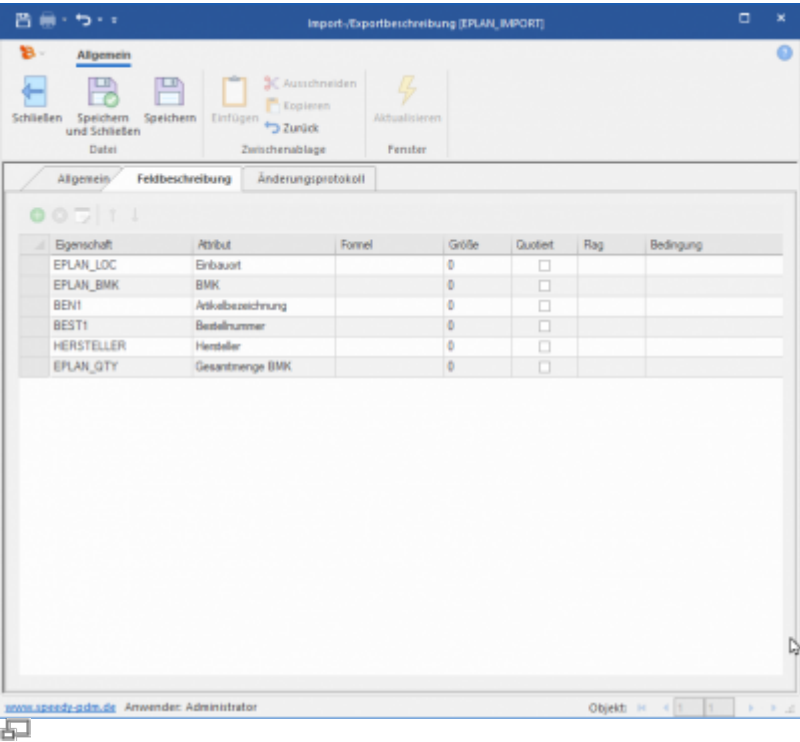 Import-/Exportbeschreibung [EPLAN_IMPORT]
Allgemein
Schließen Speichern und Schließen Speichern Einfügen Ausschneiden
Kopieren
Zurück
Aktualisieren
Datei Zwischenablage Fenster
Allgemein Feldbeschreibung Änderungsprotokoll
Eigenschaft Attribut Formel Größe Quotiert Flag Bedingung
EPLAN_LOC Einbauort 0
EPLAN_BMK BMK 0
BEN1 Artikelbezeichnung 0
BEST1 Bestellnummer 0
HERSTELLER Hersteller 0
EPLAN_QTY Gesamtmenge BMK 0
www.speedy-pdm.de Anwender: Administrator Objekt: 1 1